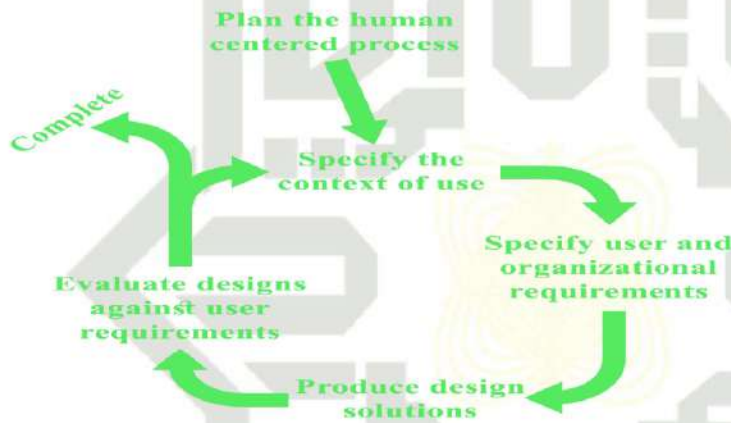 Plan the human
centered process
Complete
Specify the
context of use
Specify user and
organizational
requirements
Evaluate designs
against user
requirements
Produce design
solutions